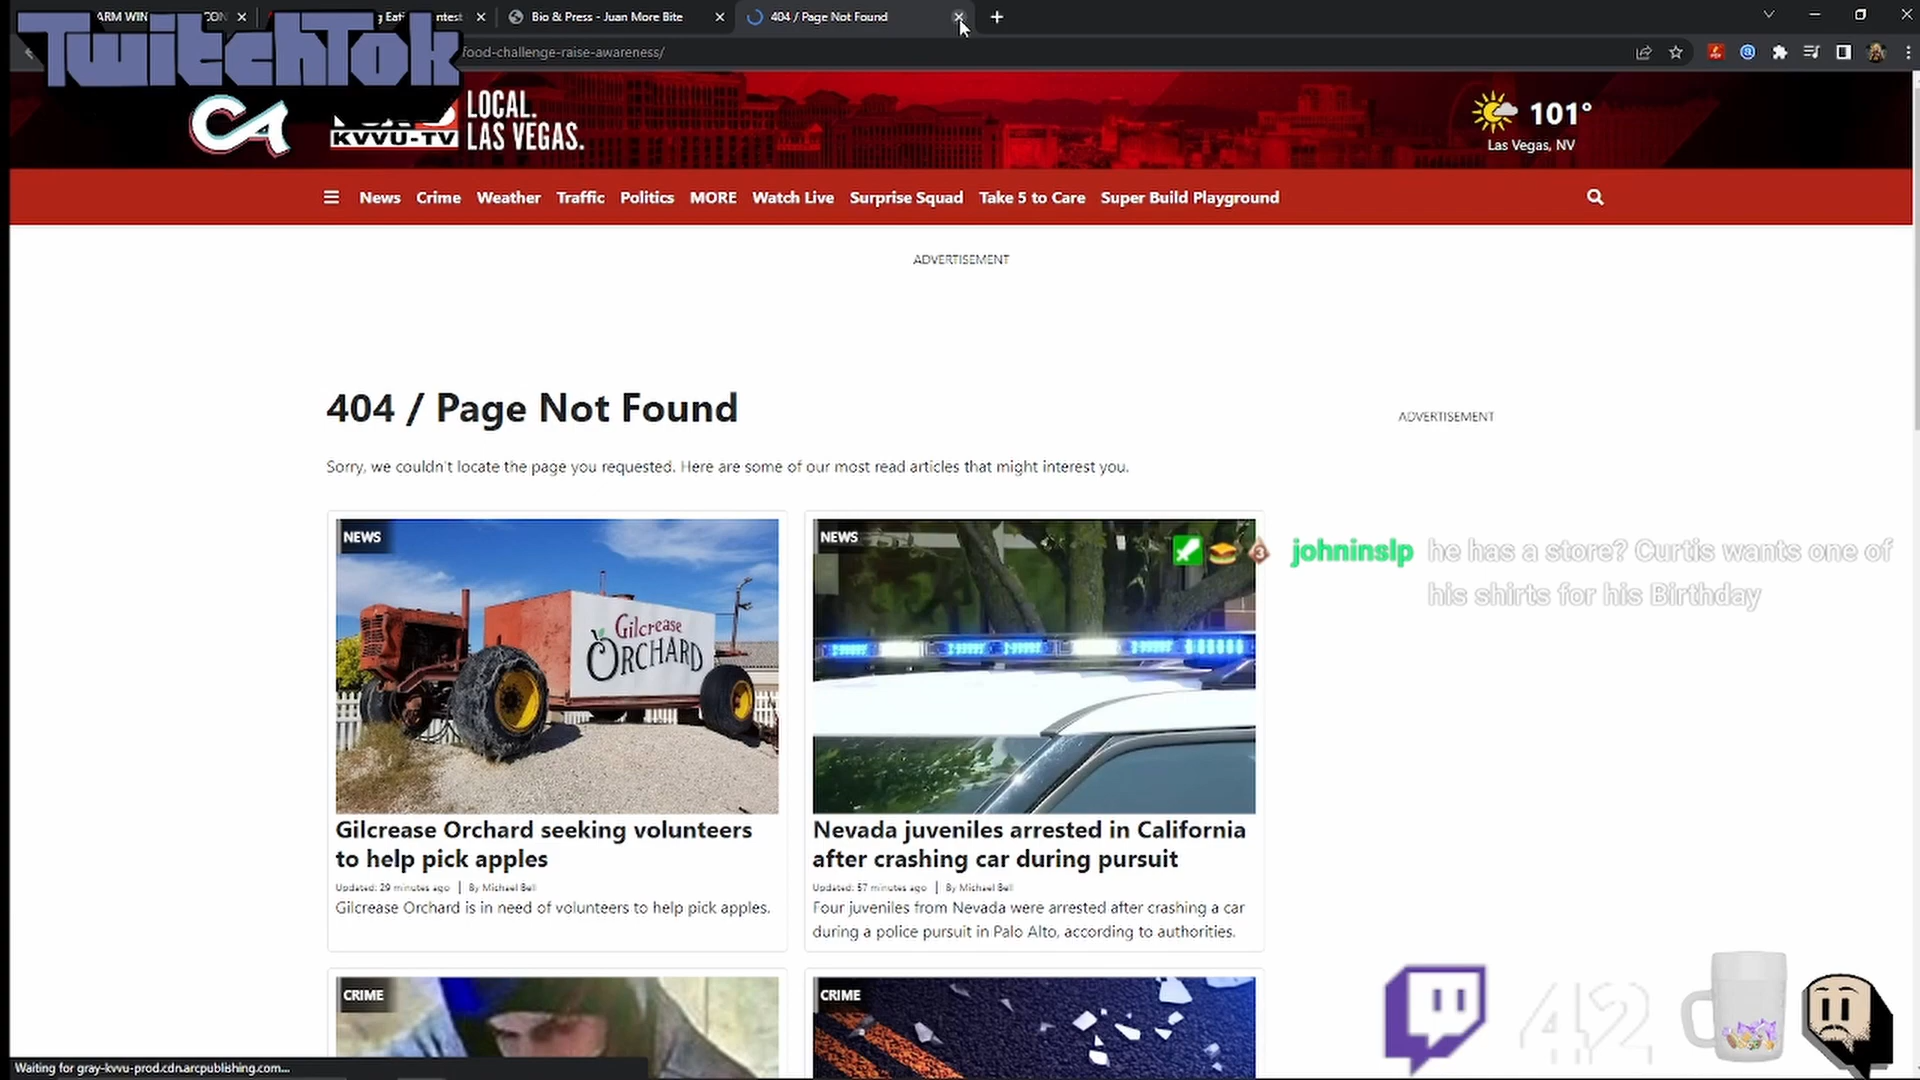 ARM WIN
CON
Eati
ntest
Bio & Press - Juan More Bite
404 / Page Not Found
TwitchTok
food-challenge-raise-awareness/
CA
KVVU-TV
LOCAL.
LAS VEGAS.
101°
Las Vegas, NV
News Crime Weather Traffic Politics MORE Watch Live Surprise Squad Take 5 to Care Super Build Playground
ADVERTISEMENT
404 / Page Not Found
ADVERTISEMENT
Sorry, we couldn't locate the page you requested. Here are some of our most read articles that might interest you.
NEWS
Gilcrease
ORCHARD
NEWS
3
johninslp he has a store? Curtis wants one of
his shirts for his Birthday
Gilcrease Orchard seeking volunteers
to help pick apples
Updated: 29 minutes ago | By Michael Bell
Gilcrease Orchard is in need of volunteers to help pick apples.
Nevada juveniles arrested in California
after crashing car during pursuit
Updated: 57 minutes ago | By Michael Bell
Four juveniles from Nevada were arrested after crashing a car
during a police pursuit in Palo Alto, according to authorities.
CRIME
CRIME
42
Waiting for gray-kvvu-prod.cdn.arcpublishing.com...